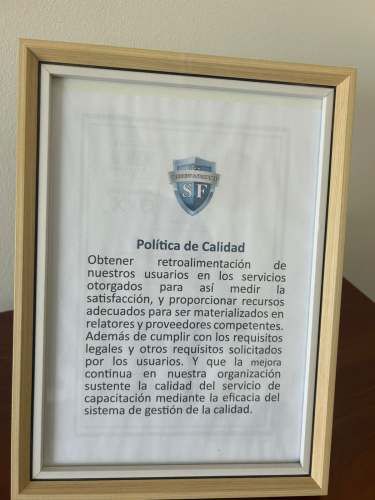 SF
Política de Calidad
Obtener retroalimentación de
nuestros usuarios en los servicios
otorgados para así medir la
satisfacción, y proporcionar recursos
adecuados para ser materializados en
relatores y proveedores competentes.
Además de cumplir con los requisitos
legales y otros requisitos solicitados
por los usuarios. Y que la mejora
continua en nuestra organización
sustente la calidad del servicio de
capacitación mediante la eficacia del
sistema de gestión de la calidad.